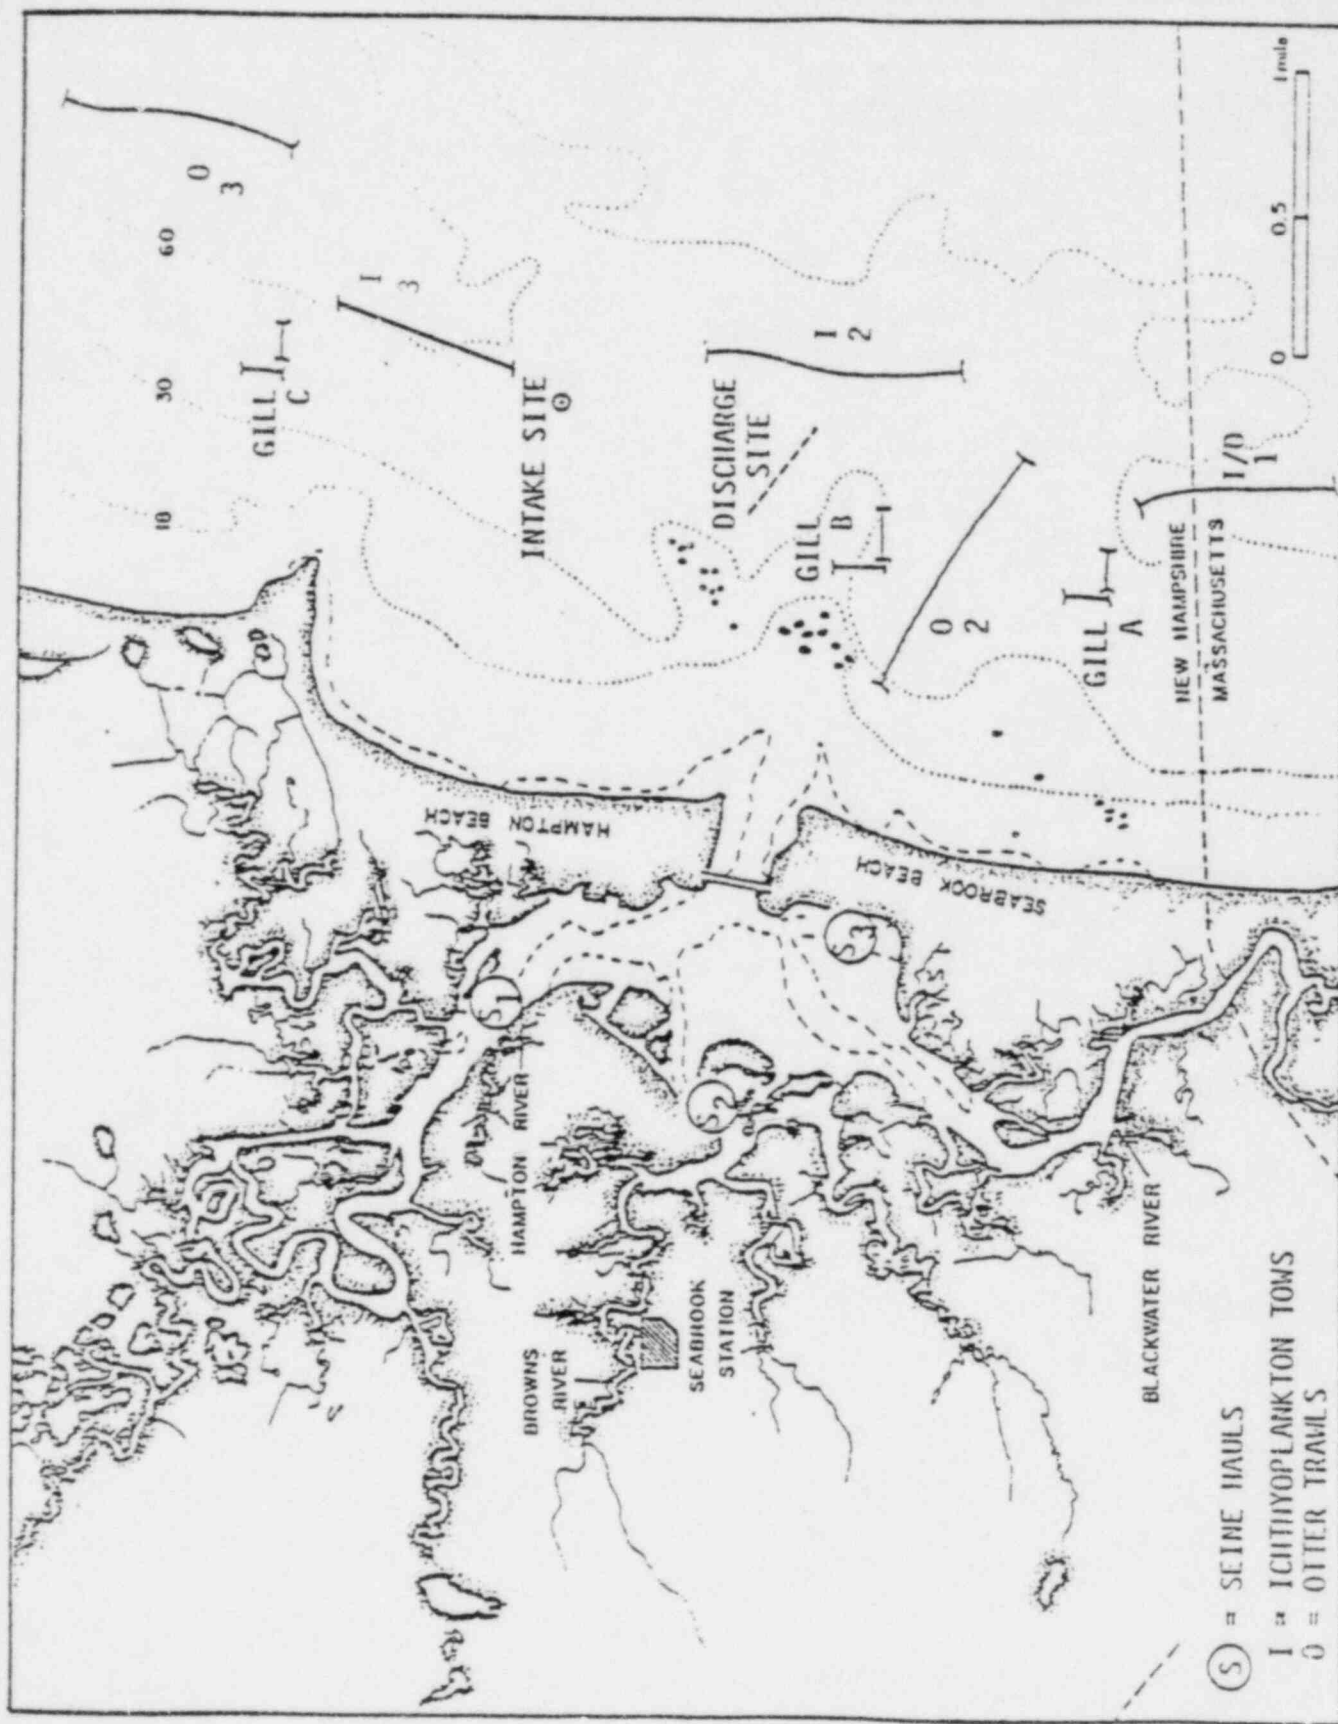 O
3
60
30
18
GILL
C
I
3
INTAKE SITE
DISCHARGE
SITE
I
2
GILL
B
O
2
GILL
A
I/O
1
NEW HAMPSHIRE
MASSACHUSETTS
0
0.5
1 mile
HAMPTON BEACH
SEABROOK BEACH
S1
S2
S3
HAMPTON RIVER
BROWNS
RIVER
SEABROOK
STATION
BLACKWATER RIVER
S = SEINE HAULS
I = ICHTHYOPLANKTON TOWS
O = OTTER TRAWLS